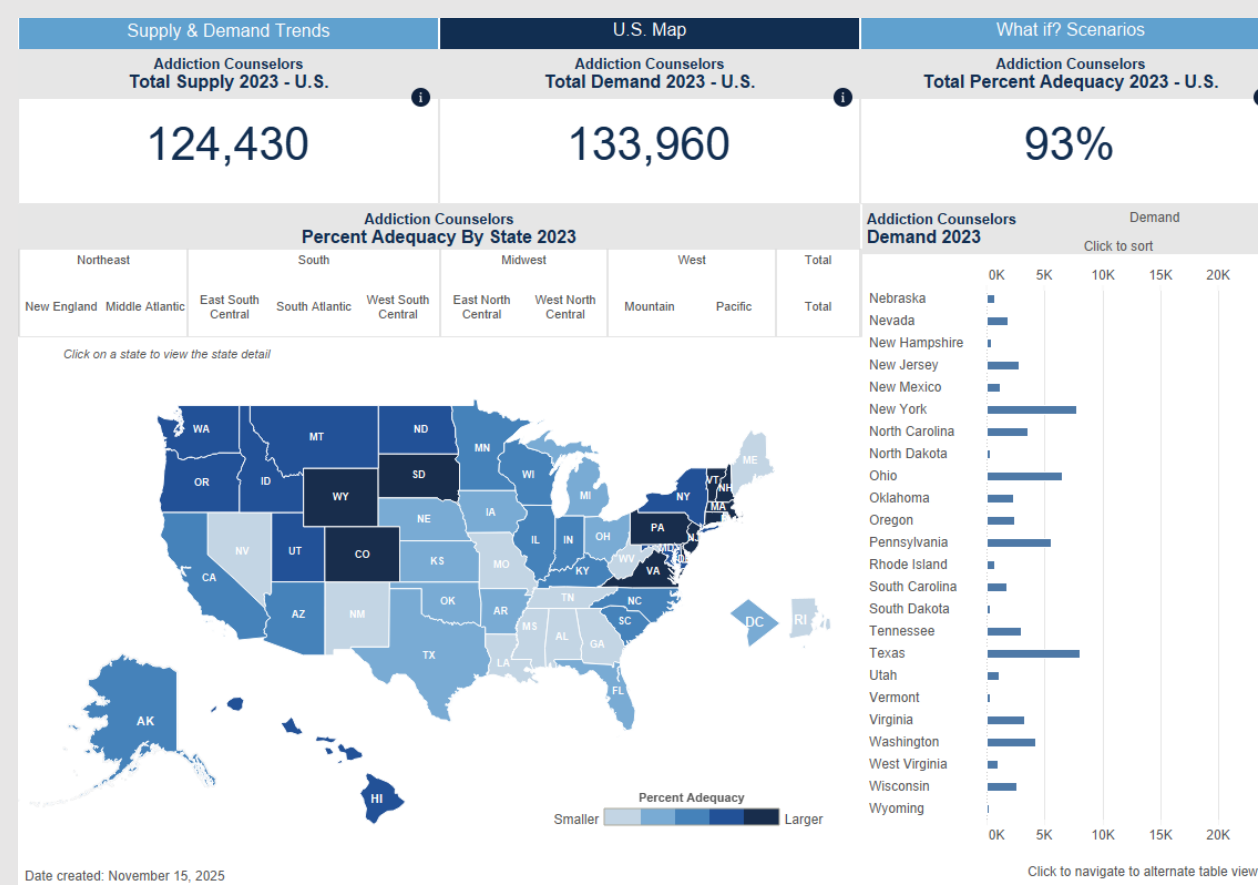 Supply & Demand Trends
U.S. Map
What if? Scenarios
Addiction Counselors
Total Supply 2023 - U.S.
i
Addiction Counselors
Total Demand 2023 - U.S.
i
Addiction Counselors
Total Percent Adequacy 2023 - U.S.
124,430
133,960
93%
Addiction Counselors
Percent Adequacy By State 2023
Northeast
South
Midwest
West
Total
New England
Middle Atlantic
East South
Central
South Atlantic
West South
Central
East North
Central
West North
Central
Mountain
Pacific
Total
Click on a state to view the state detail
WA
MT
ND
MN
ME
OR
ID
WY
SD
WI
MI
NY
VT
NH
MA
NV
UT
CO
NE
IA
IL
IN
OH
PA
NJ
CA
KS
MO
KY
WV
VA
AZ
NM
OK
AR
TN
NC
SC
TX
LA
MS
AL
GA
FL
DC
RI
AK
HI
Percent Adequacy
Smaller
Larger
Date created: November 15, 2025
Addiction Counselors
Demand 2023
Demand
Click to sort
0K 5K 10K 15K 20K
Nebraska
Nevada
New Hampshire
New Jersey
New Mexico
New York
North Carolina
North Dakota
Ohio
Oklahoma
Oregon
Pennsylvania
Rhode Island
South Carolina
South Dakota
Tennessee
Texas
Utah
Vermont
Virginia
Washington
West Virginia
Wisconsin
Wyoming
0K 5K 10K 15K 20K
Click to navigate to alternate table view